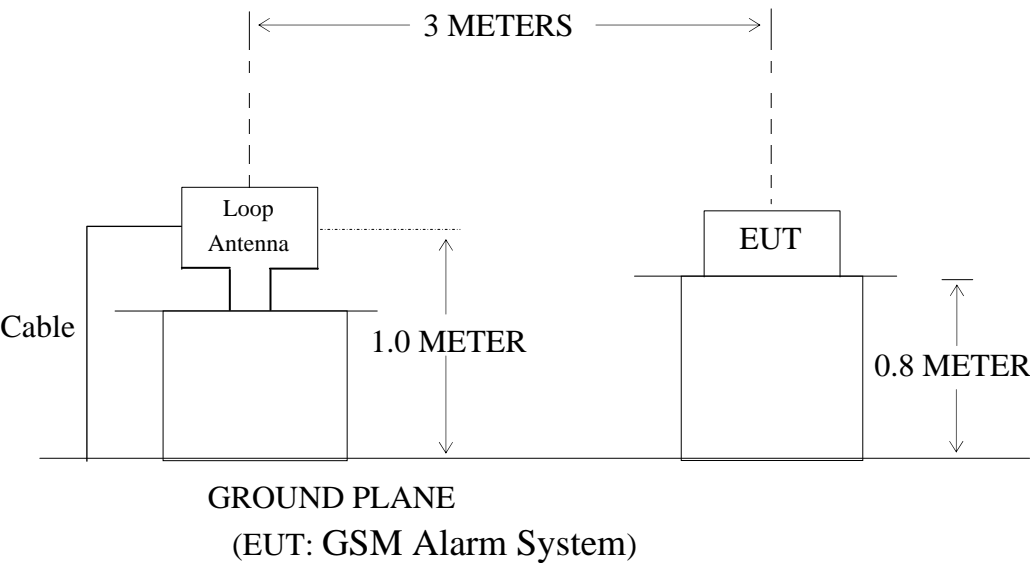 3 METERS
Loop
Antenna
EUT
Cable
1.0 METER
0.8 METER
GROUND PLANE
(EUT: GSM Alarm System)